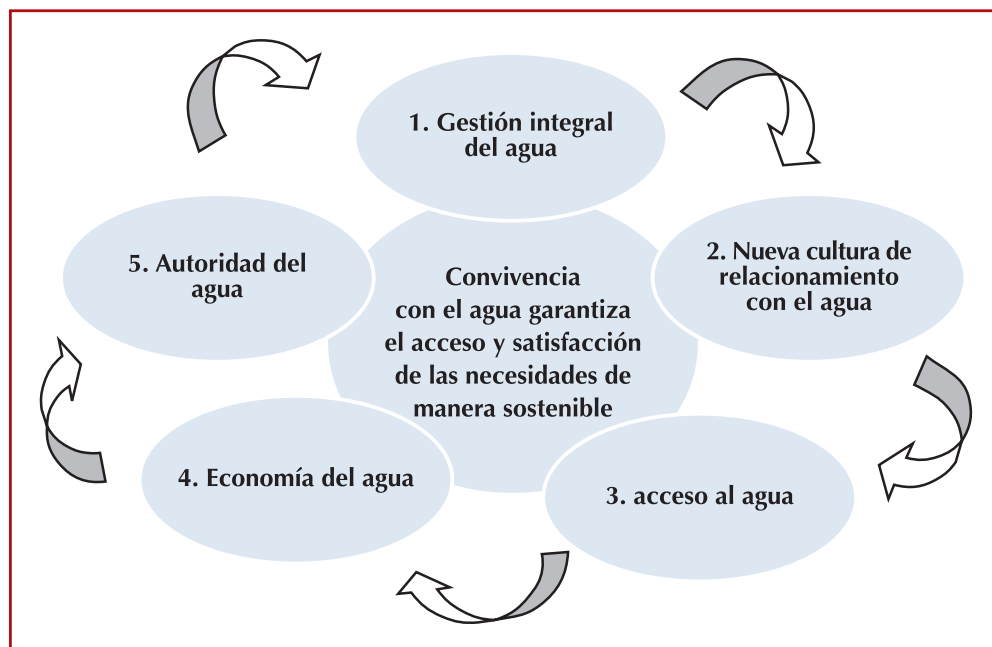 1. Gestión integral
del agua
2. Nueva cultura de
relacionamiento
con el agua
3. acceso al agua
4. Economía del agua
5. Autoridad del
agua
Convivencia
con el agua garantiza
el acceso y satisfacción
de las necesidades de
manera sostenible